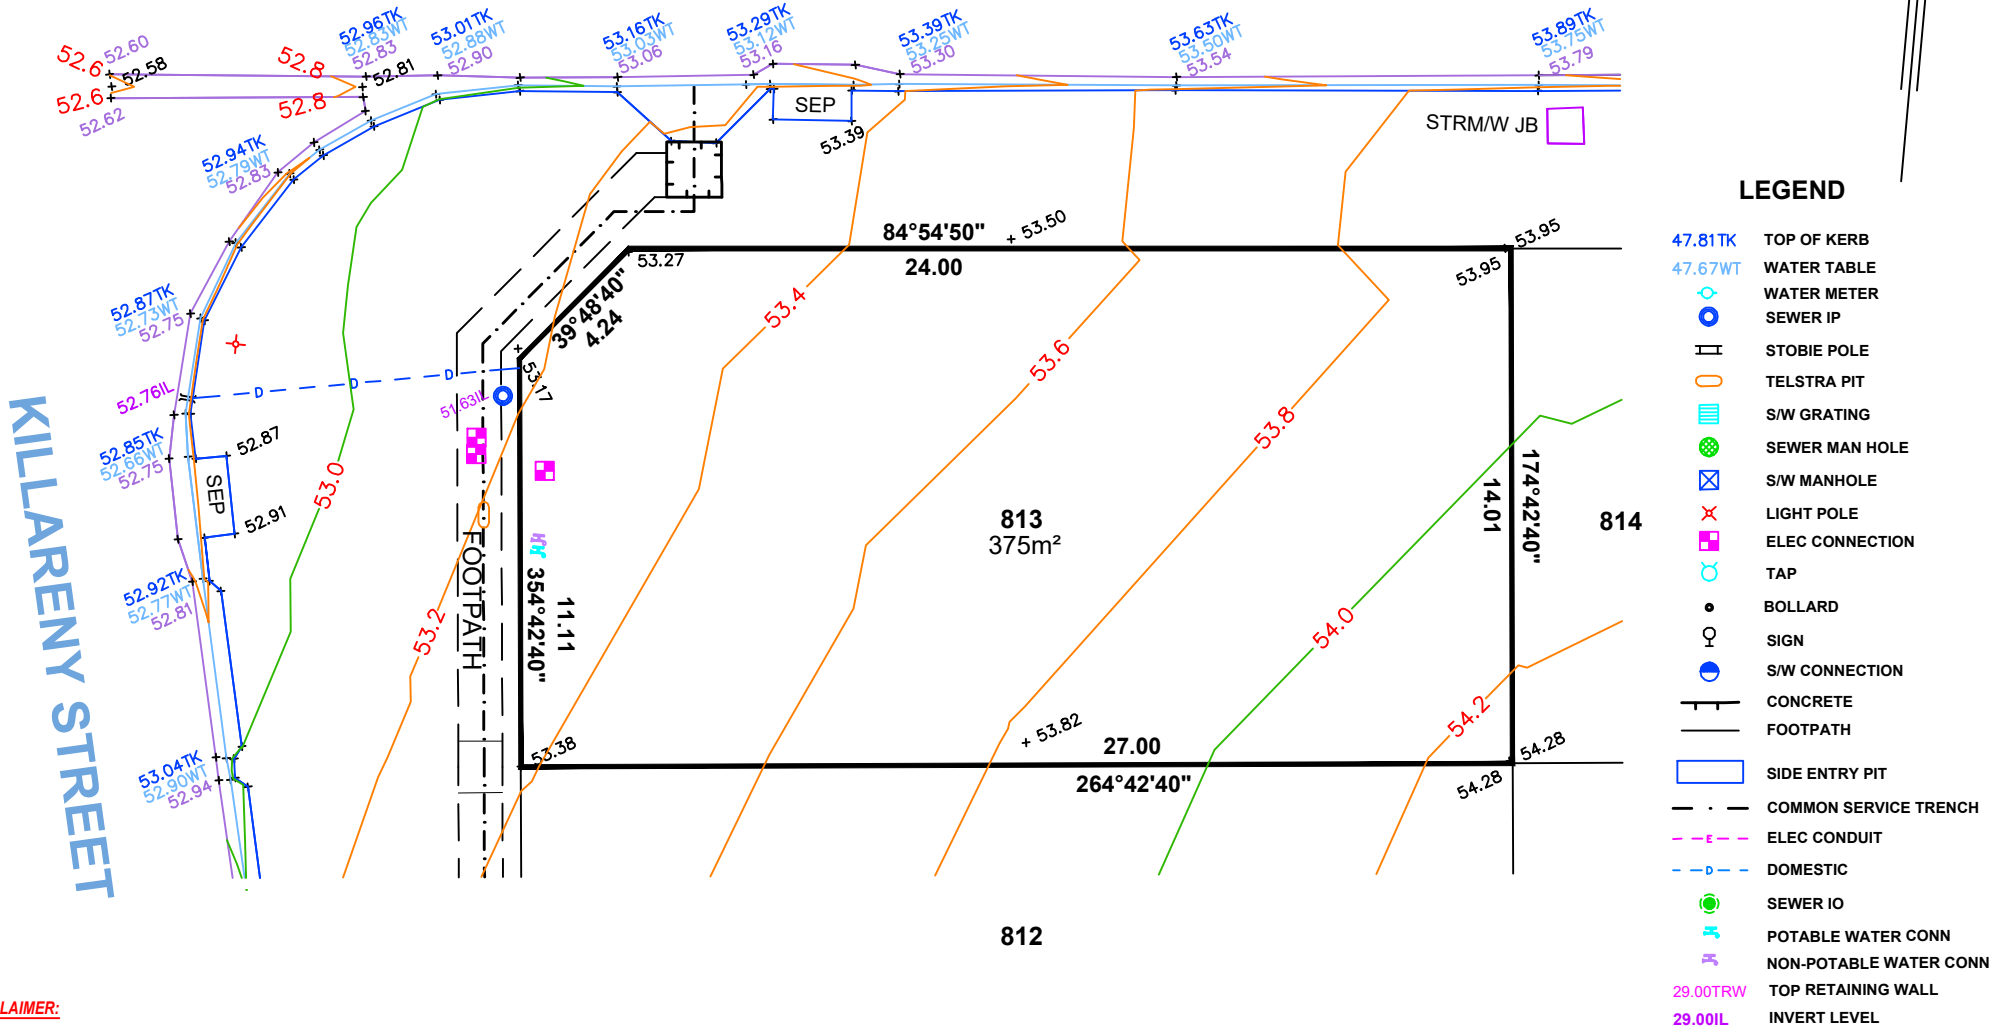 52.6
52.60
52.58
52.6
52.62
52.8
52.8
52.96TK
52.83WT
52.83
52.81
53.01TK
52.88WT
52.90
53.16TK
53.03WT
53.06
53.29TK
53.12WT
53.16
53.39TK
53.25WT
53.30
53.63TK
53.50WT
53.54
53.89TK
53.75WT
53.79
SEP
53.39
STRM/W JB
52.94TK
52.79WT
52.83
84°54'50"
24.00
53.50
53.95
53.95
53.27
39°48'40"
4.24
53.17
52.87TK
52.73WT
52.75
52.76IL
D
D
D
51.63IL
52.85TK
52.66WT
52.75
52.87
SEP
52.91
52.92TK
52.77WT
52.81
53.04TK
52.90WT
52.94
KILLARENY STREET
53.0
53.2
53.4
53.6
53.8
54.0
54.2
FOOTPATH
354°42'40"
11.11
813
375m²
174°42'40"
14.01
814
53.38
53.82
27.00
264°42'40"
54.28
54.28
812
LAIMER:
LEGEND
47.81TK TOP OF KERB
47.67WT WATER TABLE
WATER METER
SEWER IP
STOBIE POLE
TELSTRA PIT
S/W GRATING
SEWER MAN HOLE
S/W MANHOLE
LIGHT POLE
ELEC CONNECTION
TAP
BOLLARD
SIGN
S/W CONNECTION
CONCRETE
FOOTPATH
SIDE ENTRY PIT
COMMON SERVICE TRENCH
E ELEC CONDUIT
D DOMESTIC
SEWER IO
POTABLE WATER CONN
NON-POTABLE WATER CONN
29.00TRW TOP RETAINING WALL
29.00IL INVERT LEVEL